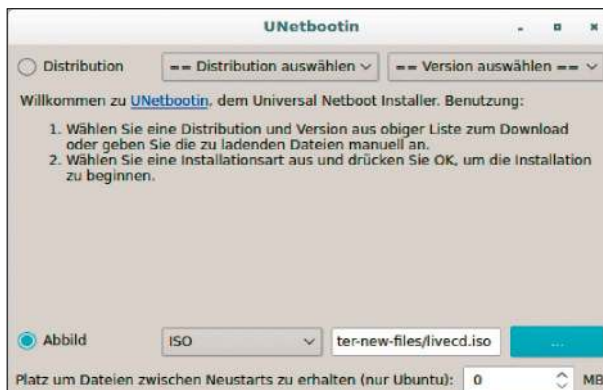 UNetbootin
Distribution == Distribution auswählen == Version auswählen ==
Willkommen zu UNetbootin, dem Universal Netboot Installer. Benutzung:
1. Wählen Sie eine Distribution und Version aus obiger Liste zum Download
oder geben Sie die zu ladenden Dateien manuell an.
2. Wählen Sie eine Installationsart aus und drücken Sie OK, um die Installation
zu beginnen.
Abbild ISO ter-new-files/livecd.iso ...
Platz um Dateien zwischen Neustarts zu erhalten (nur Ubuntu): 0 MB